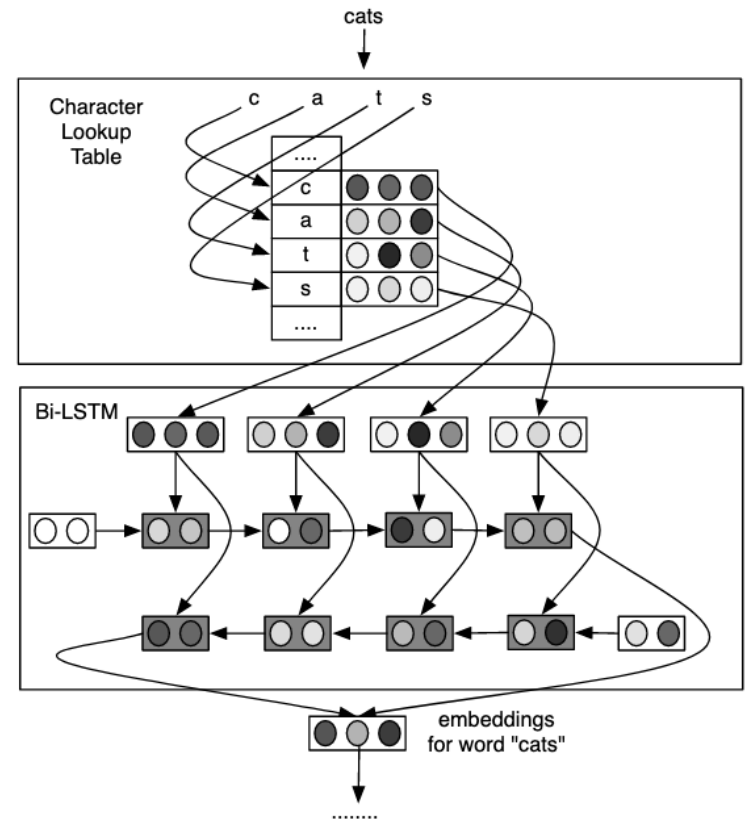 cats
Character
Lookup
Table
c a t s
....
c
a
t
s
....
Bi-LSTM
embeddings
for word "cats"
........